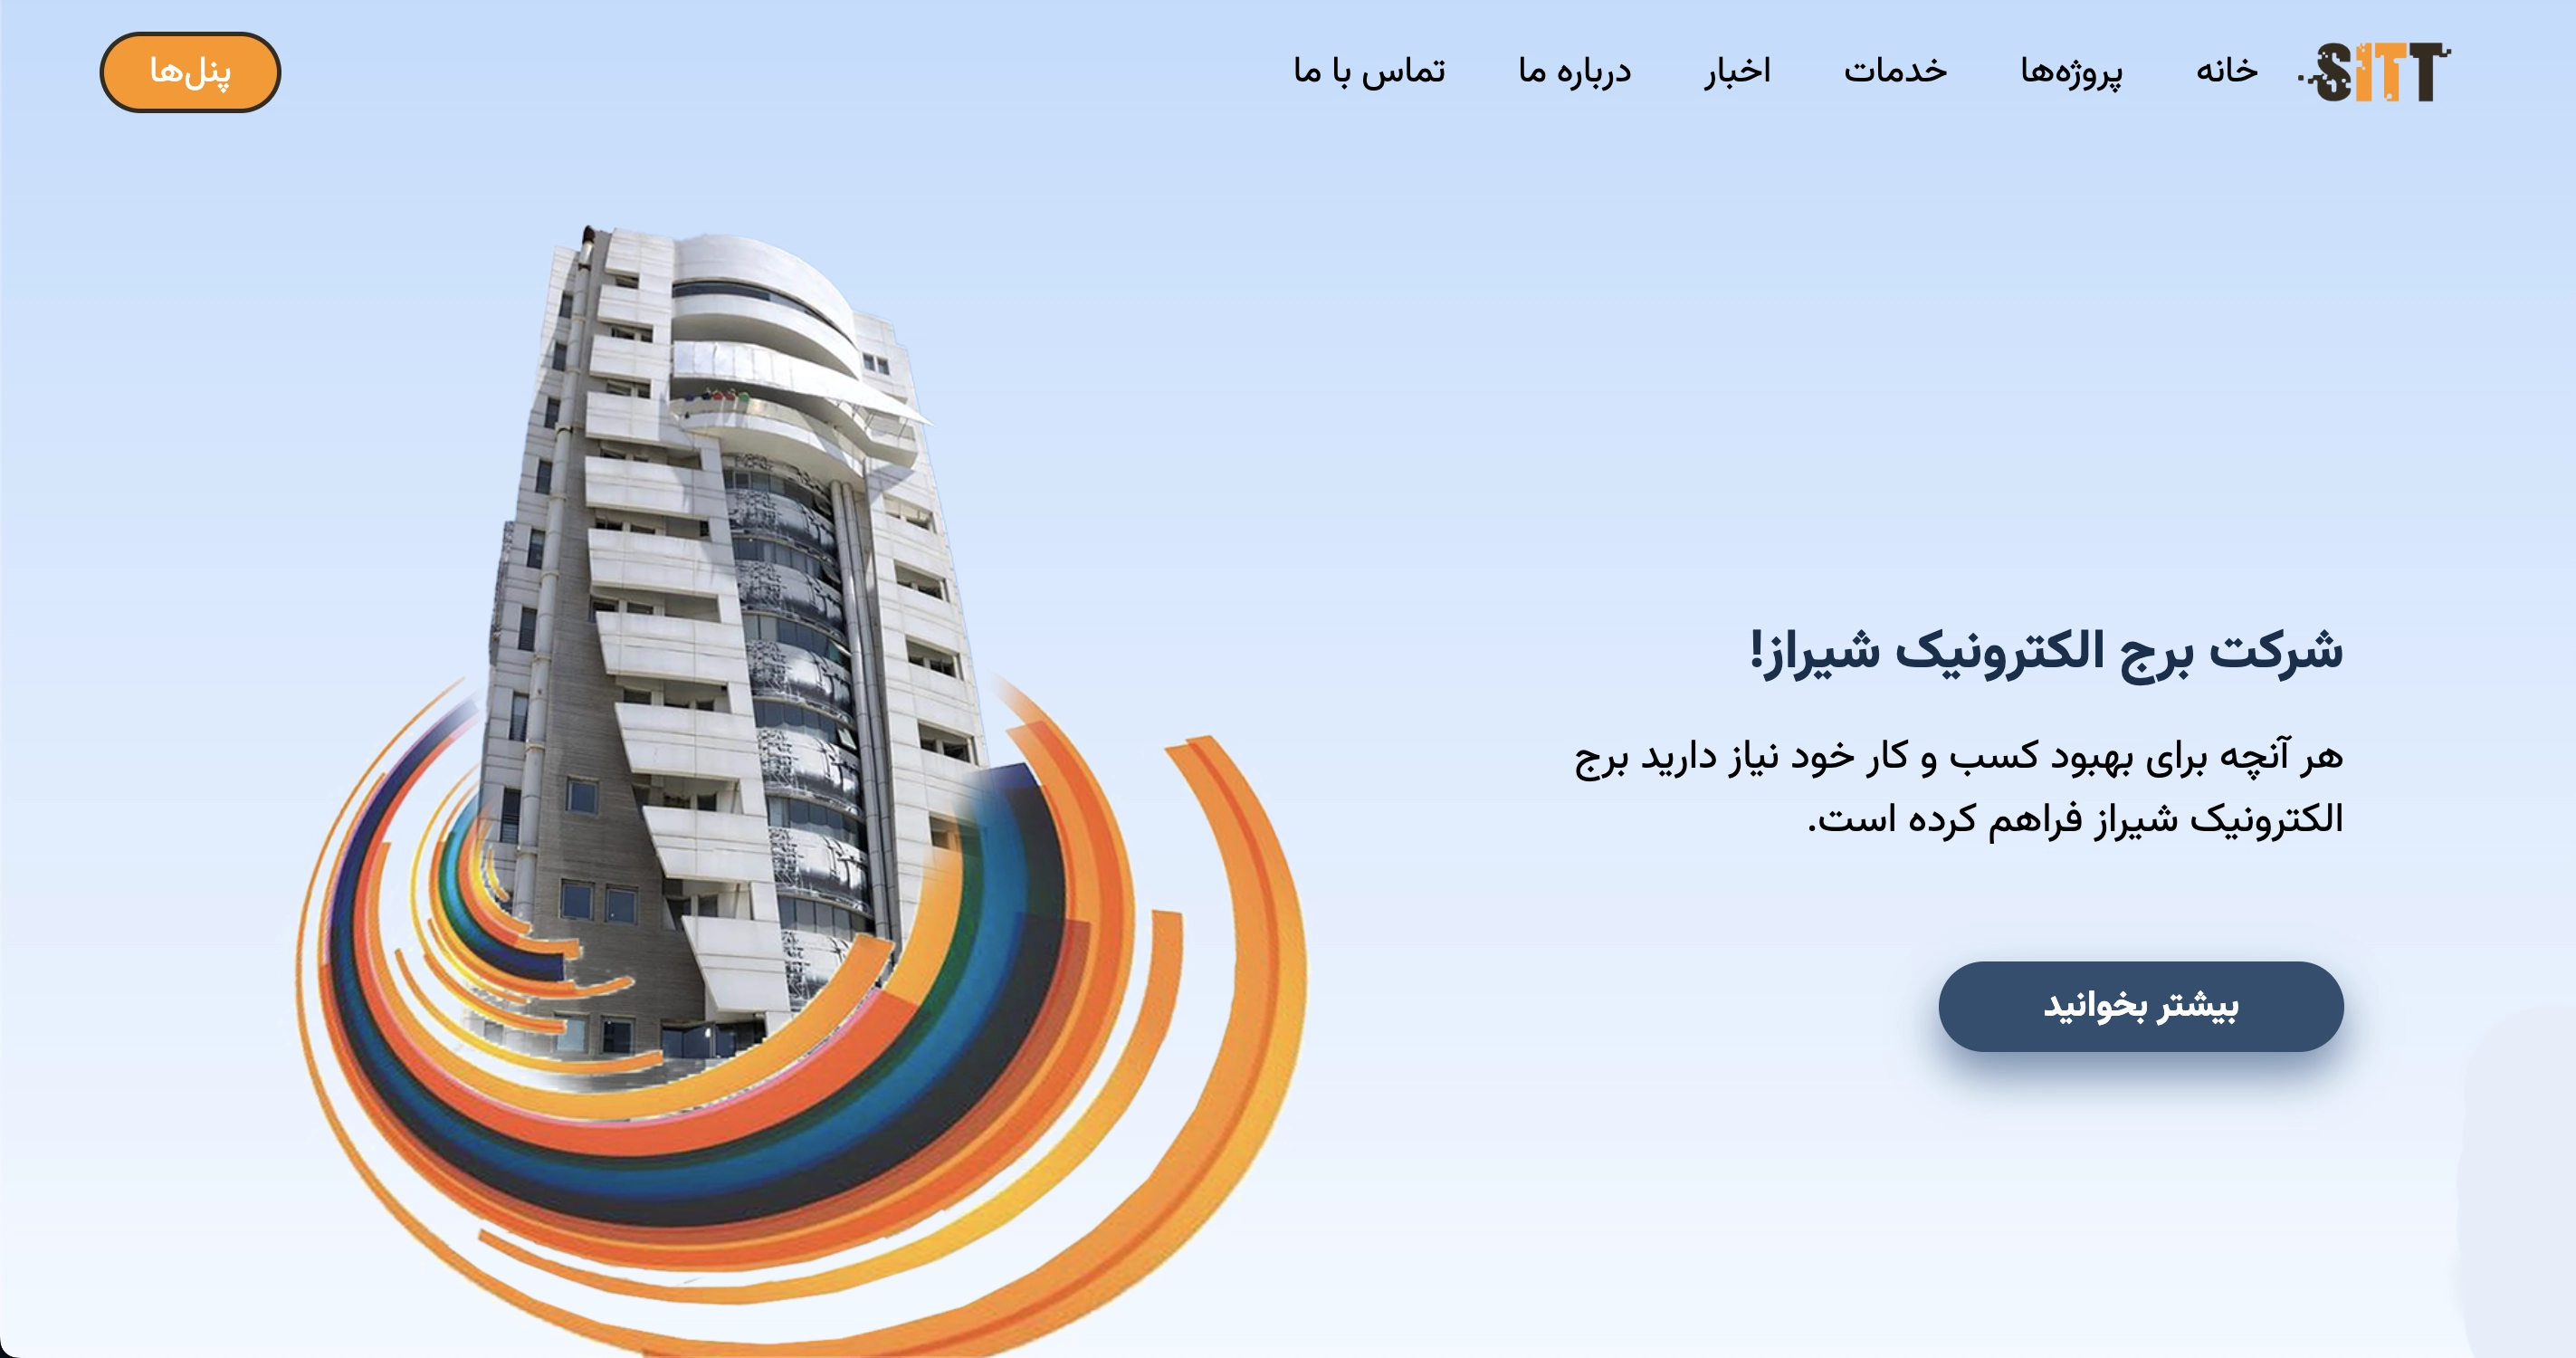 SITT
خانه
پروژه‌ها
خدمات
اخبار
درباره ما
تماس با ما
پنل‌ها
شرکت برج الکترونیک شیراز!
هر آنچه برای بهبود کسب و کار خود نیاز دارید برج
الکترونیک شیراز فراهم کرده است.
بیشتر بخوانید